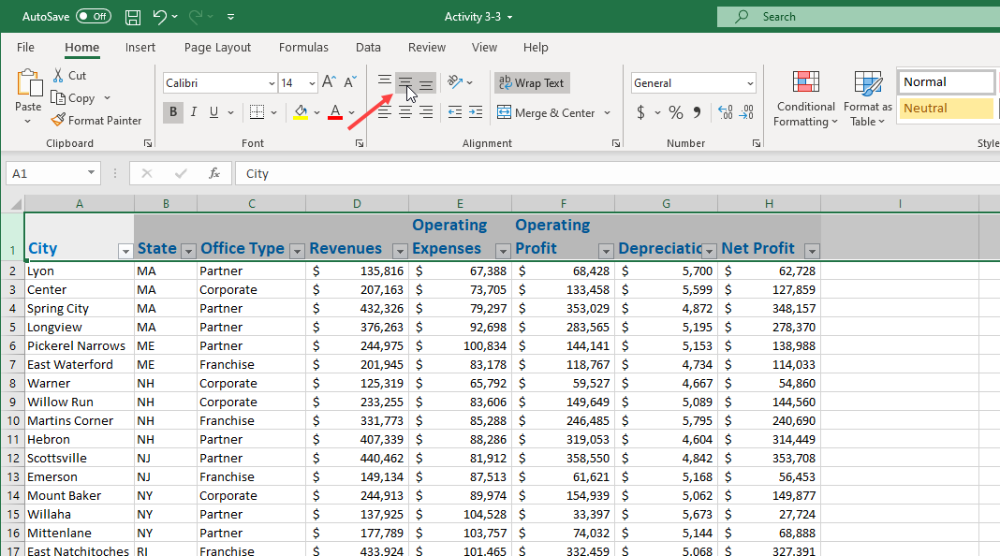 AutoSave Off Activity 3-3 Search
File Home Insert Page Layout Formulas Data Review View Help
Paste
Cut
Copy
Format Painter
Clipboard
Calibri 14 A A
B I U A
Font
ab c Wrap Text
Merge & Center
Alignment
General
$ % , .00 .00
Number
Conditional Formatting
Format as Table
Normal
Neutral
Style
A1 fx City
A B C D E F G H I
1 City State Office Type Revenues Operating Expenses Operating Profit Depreciatic Net Profit
2 Lyon MA Partner $ 135,816 $ 67,388 $ 68,428 $ 5,700 $ 62,728
3 Center MA Corporate $ 207,163 $ 73,705 $ 133,458 $ 5,599 $ 127,859
4 Spring City MA Partner $ 432,326 $ 79,297 $ 353,029 $ 4,872 $ 348,157
5 Longview MA Partner $ 376,263 $ 92,698 $ 283,565 $ 5,195 $ 278,370
6 Pickerel Narrows ME Partner $ 244,975 $ 100,834 $ 144,141 $ 5,153 $ 138,988
7 East Waterford ME Franchise $ 201,945 $ 83,178 $ 118,767 $ 4,734 $ 114,033
8 Warner NH Corporate $ 125,319 $ 65,792 $ 59,527 $ 4,667 $ 54,860
9 Willow Run NH Corporate $ 233,255 $ 83,606 $ 149,649 $ 5,089 $ 144,560
10 Martins Corner NH Franchise $ 331,773 $ 85,288 $ 246,485 $ 5,795 $ 240,690
11 Hebron NH Partner $ 407,339 $ 88,286 $ 319,053 $ 4,604 $ 314,449
12 Scottsville NJ Partner $ 440,462 $ 81,912 $ 358,550 $ 4,842 $ 353,708
13 Emerson NJ Franchise $ 149,134 $ 87,513 $ 61,621 $ 5,168 $ 56,453
14 Mount Baker NY Corporate $ 244,913 $ 89,974 $ 154,939 $ 5,062 $ 149,877
15 Willaha NY Partner $ 137,925 $ 104,528 $ 33,397 $ 5,673 $ 27,724
16 Mittenlane NY Partner $ 177,789 $ 103,757 $ 74,032 $ 5,144 $ 68,888
17 East Natchitoches RI Franchise $ 433,924 $ 101,465 $ 332,459 $ 5,068 $ 327,391